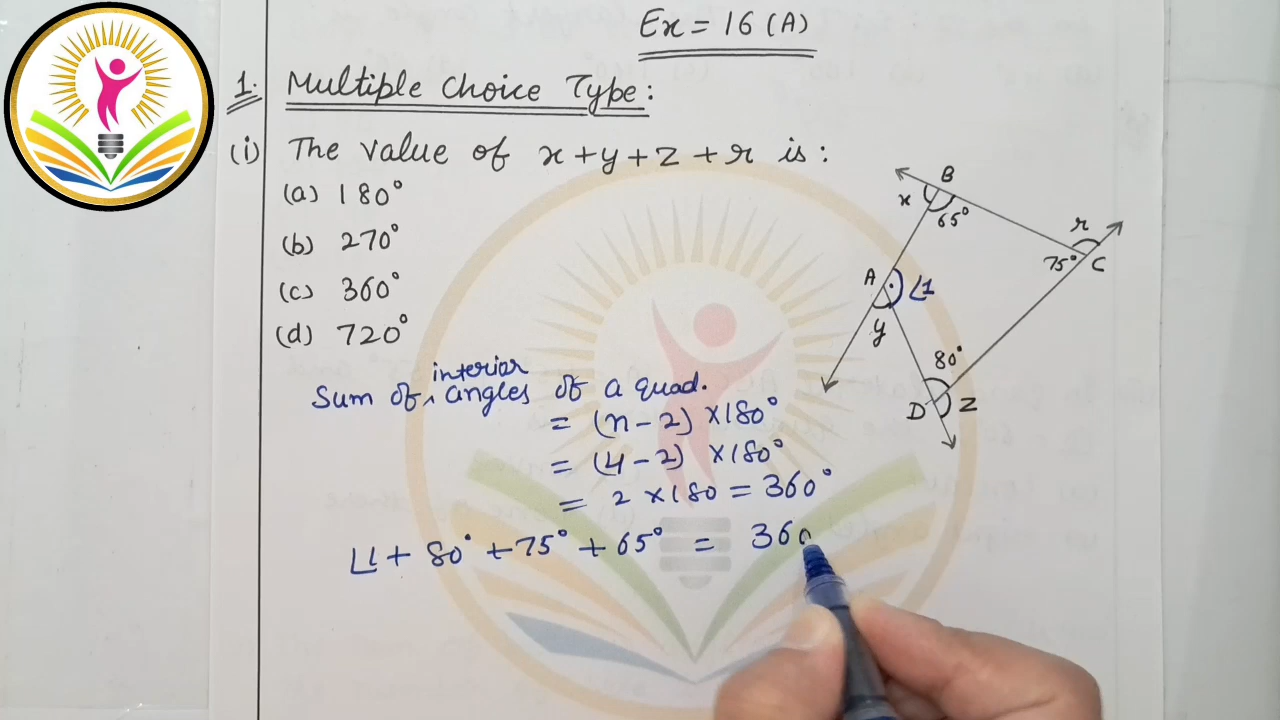 Ex = 16 (A)
1. Multiple Choice Type:
(i) The value of x + y + z + r is:
(a) 180°
(b) 270°
(c) 360°
(d) 720°
B
x
65°
r
75°
C
A
∠1
y
80°
D
z
Sum of ∧ interior angles of a quad.
= (n - 2) × 180°
= (4 - 2) × 180°
= 2 × 180 = 360°
∠1 + 80° + 75° + 65° = 360